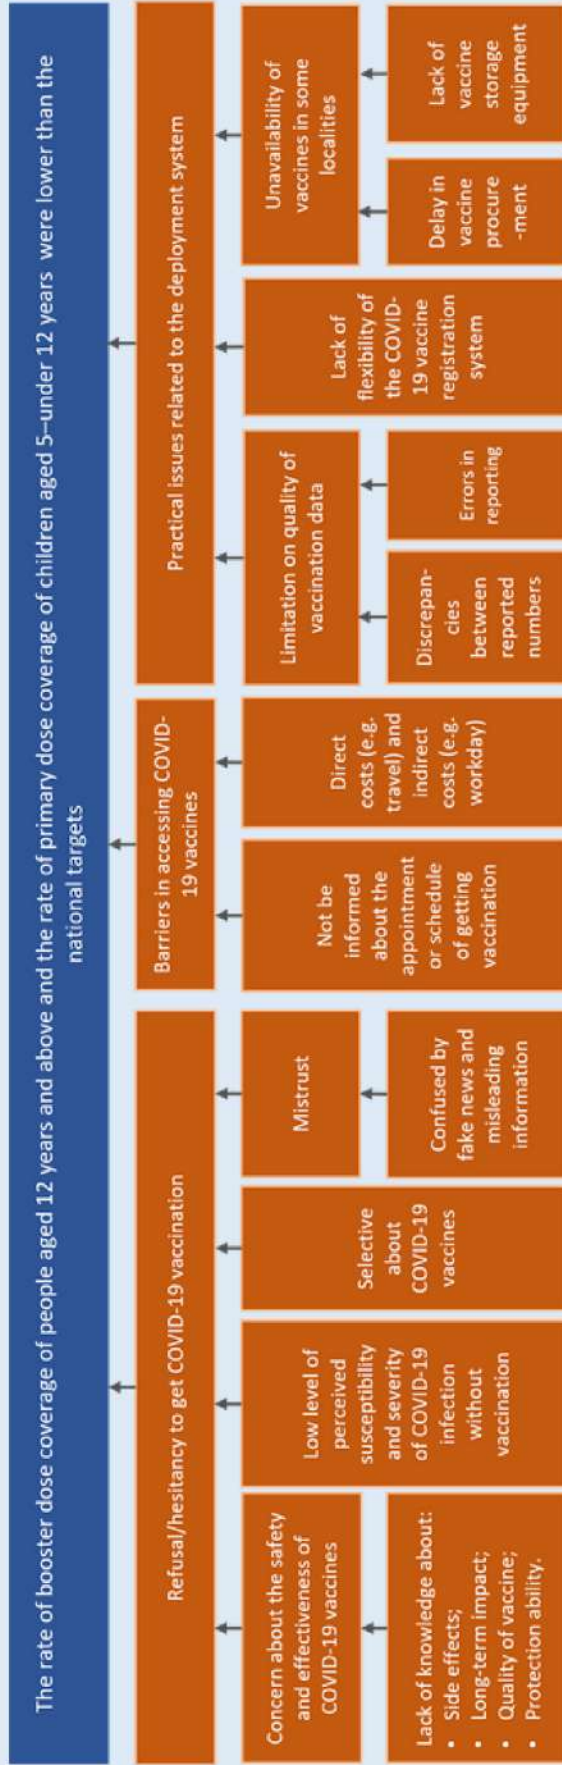 The rate of booster dose coverage of people aged 12 years and above and the rate of primary dose coverage of children aged 5–under 12 years were lower than the
national targets
Refusal/hesitancy to get COVID-19 vaccination
Barriers in accessing COVID-
19 vaccines
Practical issues related to the deployment system
Concern about the safety
and effectiveness of
COVID-19 vaccines
Low level of
perceived
susceptibility
and severity
of COVID-19
infection
without
vaccination
Selective
about
COVID-19
vaccines
Mistrust
Not be
informed
about the
appointment
or schedule
of getting
vaccination
Direct
costs (e.g.
travel) and
indirect
costs (e.g.
workday)
Limitation on quality of
vaccination data
Lack of
flexibility of
the COVID-
19 vaccine
registration
system
Unavailability of
vaccines in some
localities
Lack of knowledge about:
• Side effects;
• Long-term impact;
• Quality of vaccine;
• Protection ability.
Confused by
fake news and
misleading
information
Discrepan-
cies
between
reported
numbers
Errors in
reporting
Delay in
vaccine
procure
-ment
Lack of
vaccine
storage
equipment